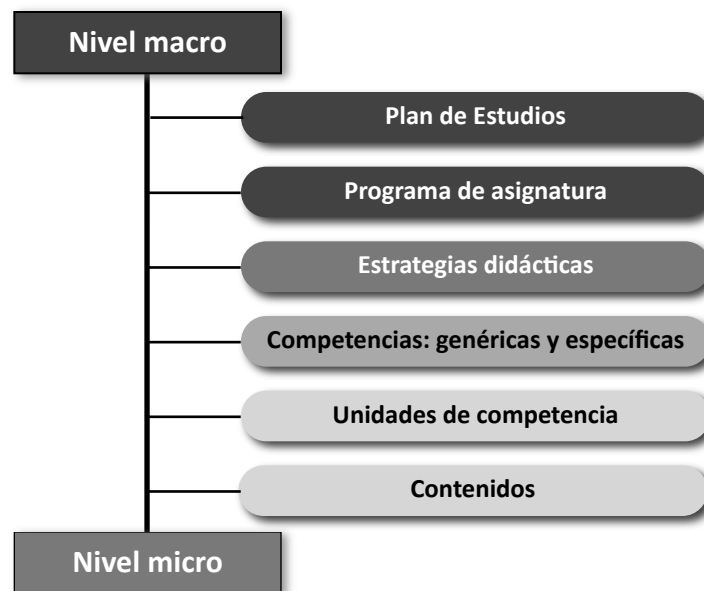 Nivel macro
Plan de Estudios
Programa de asignatura
Estrategias didácticas
Competencias: genéricas y específicas
Unidades de competencia
Contenidos
Nivel micro